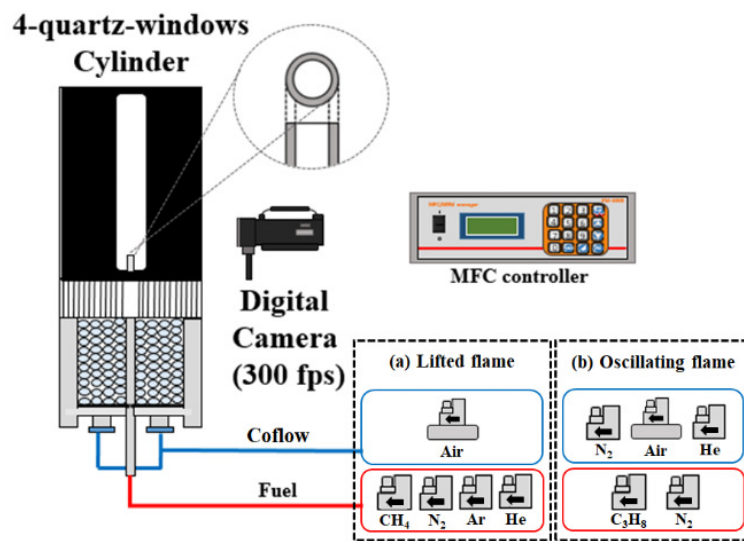 4-quartz-windows
Cylinder
MFC controller
Digital
Camera
(300 fps)
(a) Lifted flame
(b) Oscillating flame
Coflow
Air
N₂ Air He
Fuel
CH₄ N₂ Ar He
C₃H₈ N₂